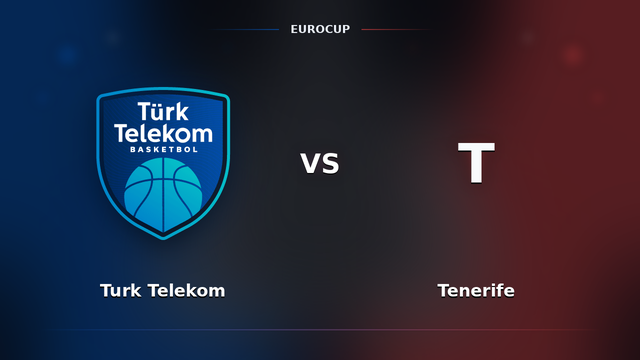 EUROCUP
Türk
Telekom
BASKETBOL
VS
T
Turk Telekom
Tenerife